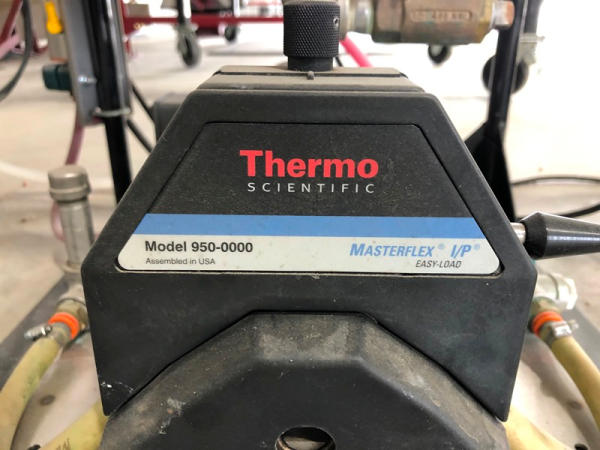 Thermo
SCIENTIFIC
Model 950-0000
Assembled in USA
MASTERFLEX® I/P®
EASY-LOAD